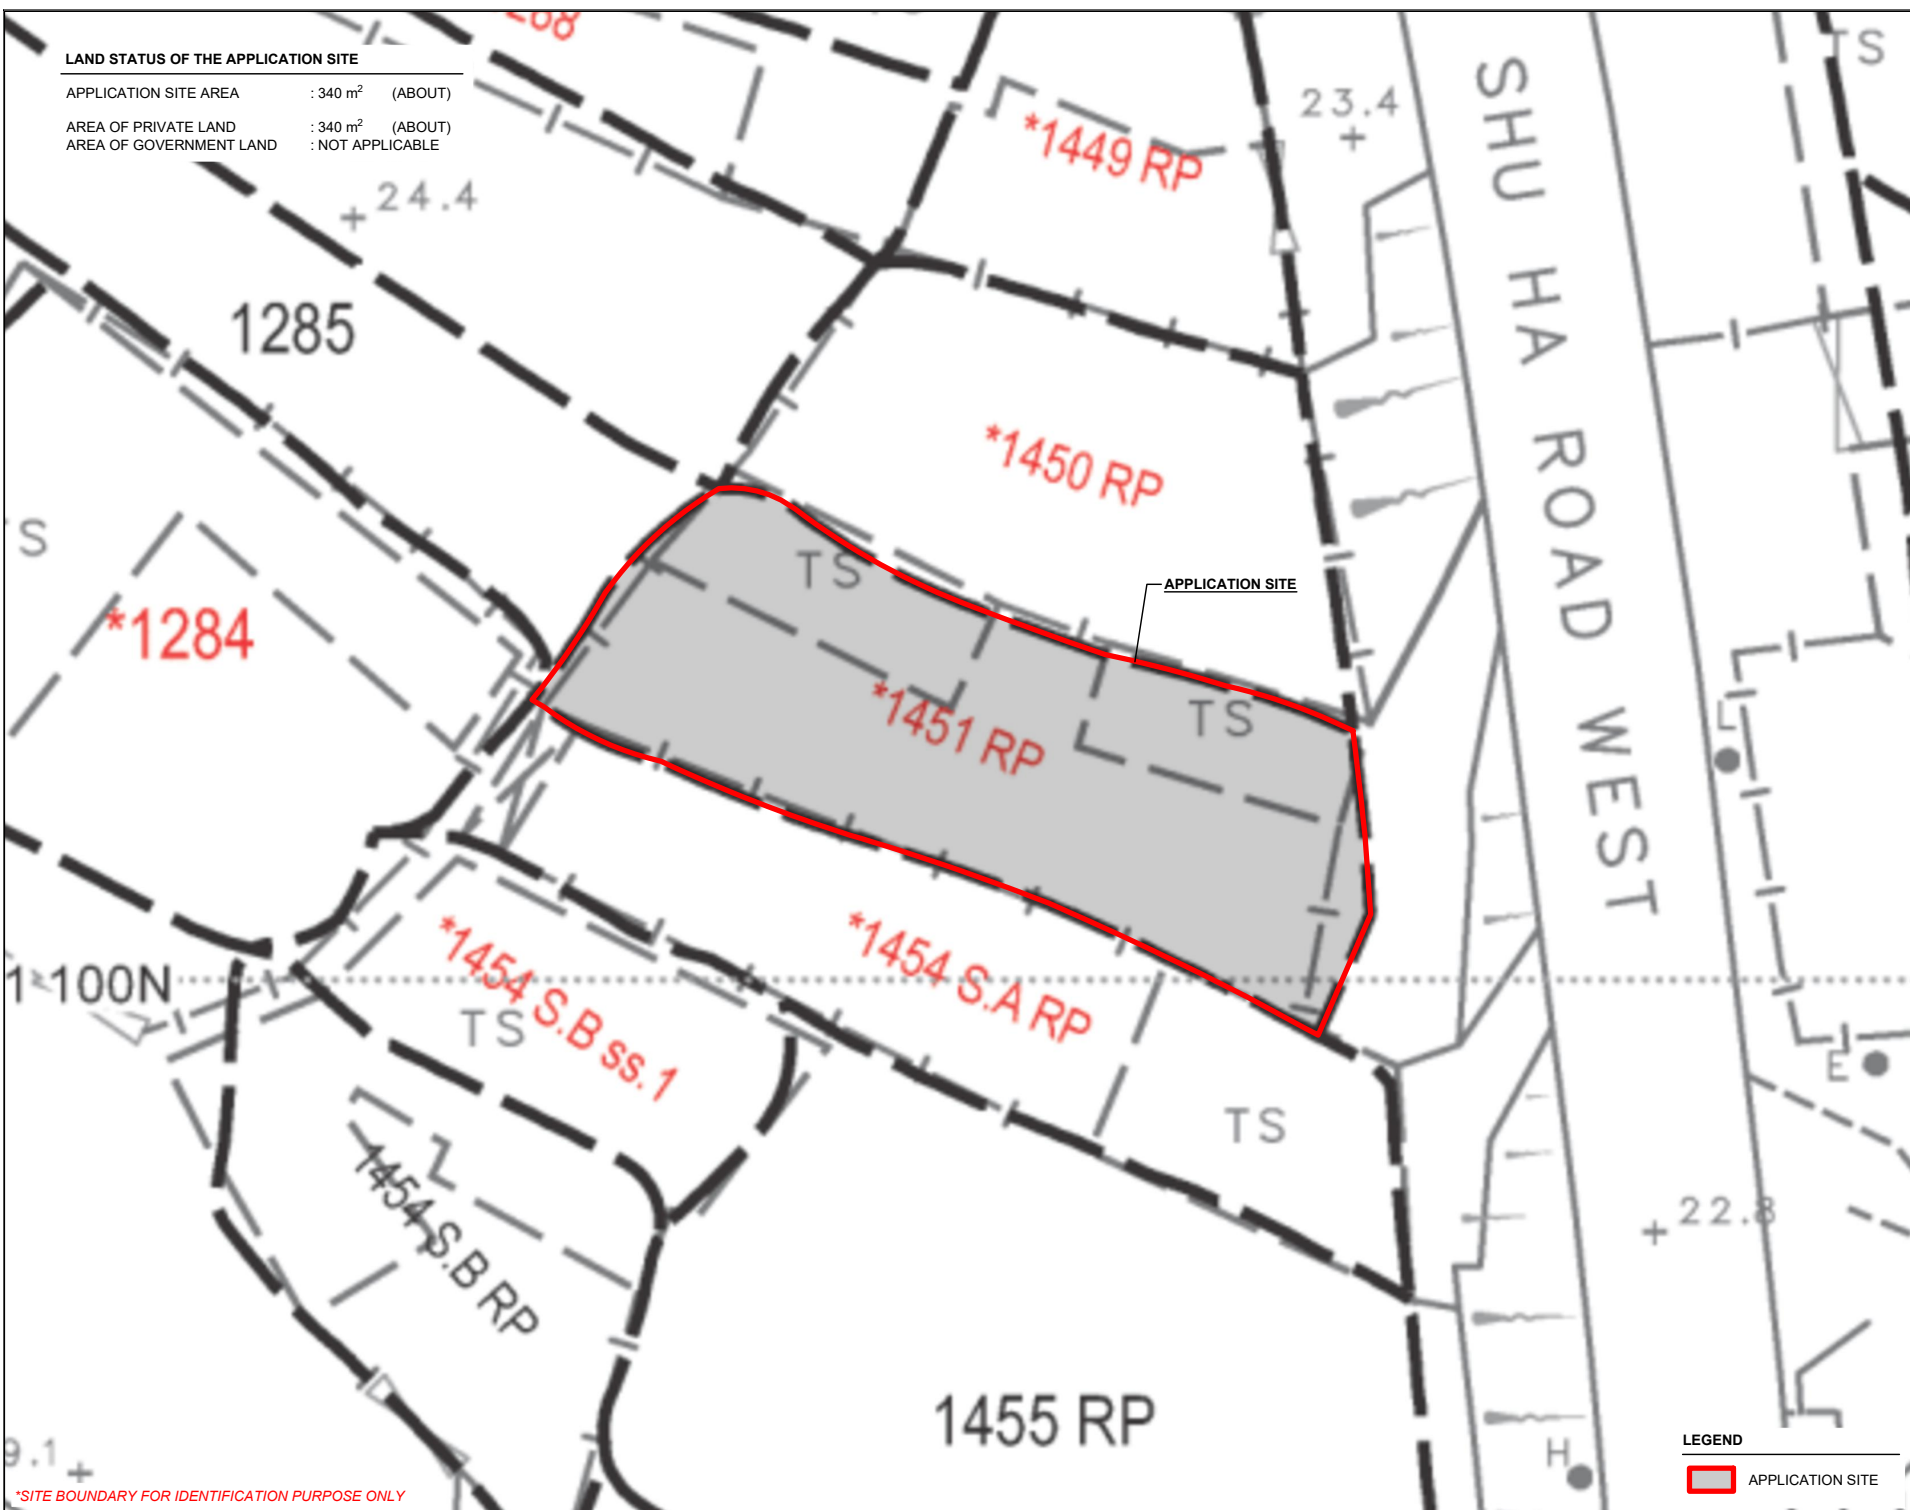 LAND STATUS OF THE APPLICATION SITE
APPLICATION SITE AREA : 340 m² (ABOUT)
AREA OF PRIVATE LAND : 340 m² (ABOUT)
AREA OF GOVERNMENT LAND : NOT APPLICABLE
TS
23.4
*1449 RP
24.4
SHU HA ROAD WEST
1285
*1450 RP
S
TS
APPLICATION SITE
*1284
*1451 RP
TS
L
*1454 S.A RP
*1454 S.B ss.1
100N
TS
E
TS
1454 S.B RP
22.8
1455 RP
9.1
H
LEGEND
APPLICATION SITE
*SITE BOUNDARY FOR IDENTIFICATION PURPOSE ONLY